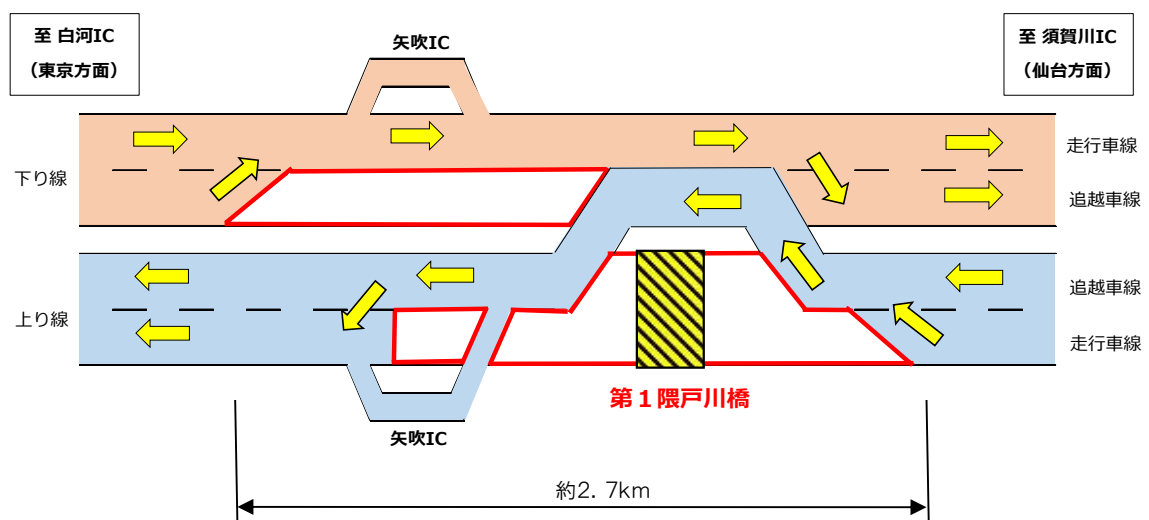 至 白河IC
（東京方面）
矢吹IC
至 須賀川IC
（仙台方面）
下り線
走行車線
追越車線
上り線
追越車線
走行車線
第１隈戸川橋
矢吹IC
約2．7km